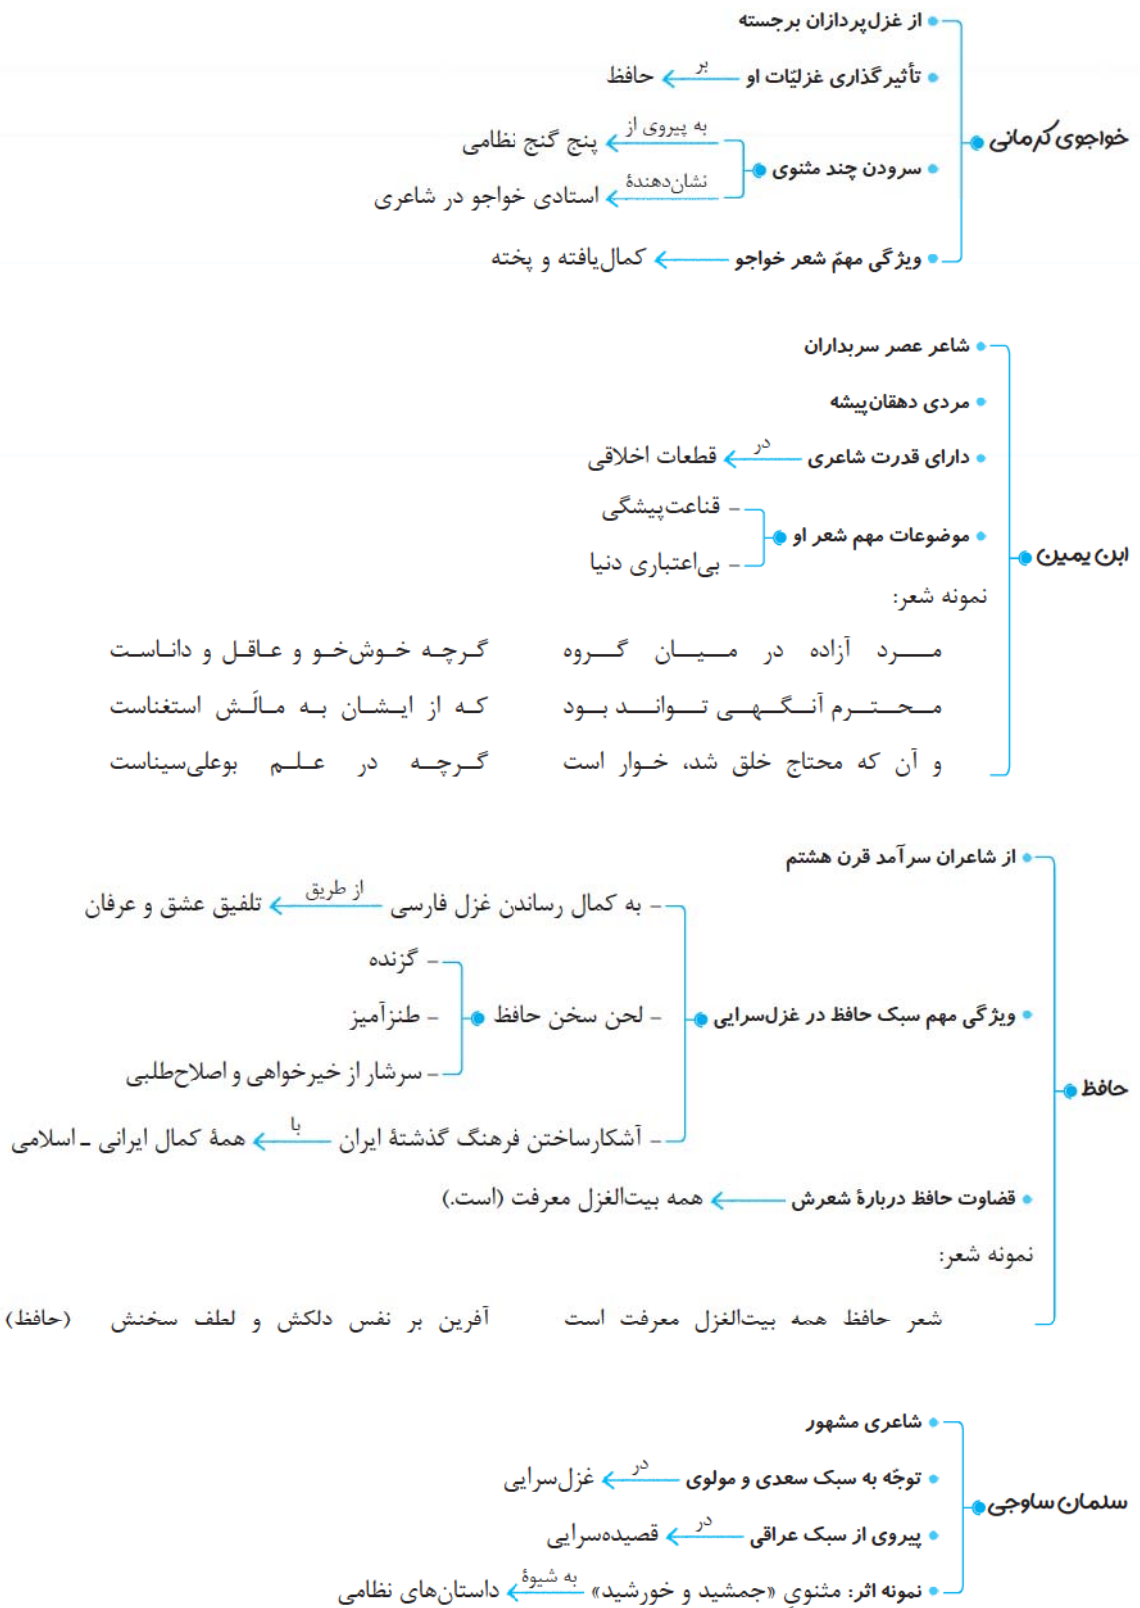 از غزل‌پردازان برجسته
تأثیرگذاری غزلیّات او بر حافظ
خواجوی کرمانی
سرودن چند مثنوی
به پیروی از پنج گنج نظامی
نشان‌دهندهٔ استادی خواجو در شاعری
ویژگی مهمّ شعر خواجو کمال‌یافته و پخته
شاعر عصر سربداران
مردی دهقان‌پیشه
دارای قدرت شاعری در قطعات اخلاقی
ابن یمین
موضوعات مهم شعر او
- قناعت‌پیشگی
- بی‌اعتباری دنیا
نمونه شعر:
مرد آزاده در میان گروه گرچه خوش‌خو و عاقل و داناست
محترم آنگهی تواند بود که از ایشان به مالَش استغناست
و آن که محتاج خلق شد، خوار است گرچه در علم بوعلی‌سیناست
از شاعران سرآمد قرن هشتم
- به کمال رساندن غزل فارسی از طریق تلفیق عشق و عرفان
ویژگی مهم سبک حافظ در غزل‌سرایی
- لحن سخن حافظ
- گزنده
- طنزآمیز
- سرشار از خیرخواهی و اصلاح‌طلبی
حافظ
- آشکارساختن فرهنگ گذشتهٔ ایران با همهٔ کمال ایرانی ـ اسلامی
قضاوت حافظ دربارهٔ شعرش همه بیت‌الغزل معرفت (است.)
نمونه شعر:
شعر حافظ همه بیت‌الغزل معرفت است آفرین بر نفس دلکش و لطف سخنش (حافظ)
شاعری مشهور
توجّه به سبک سعدی و مولوی در غزل‌سرایی
سلمان ساوجی
پیروی از سبک عراقی در قصیده‌سرایی
نمونه اثر: مثنویِ «جمشید و خورشید» به شیوهٔ داستان‌های نظامی